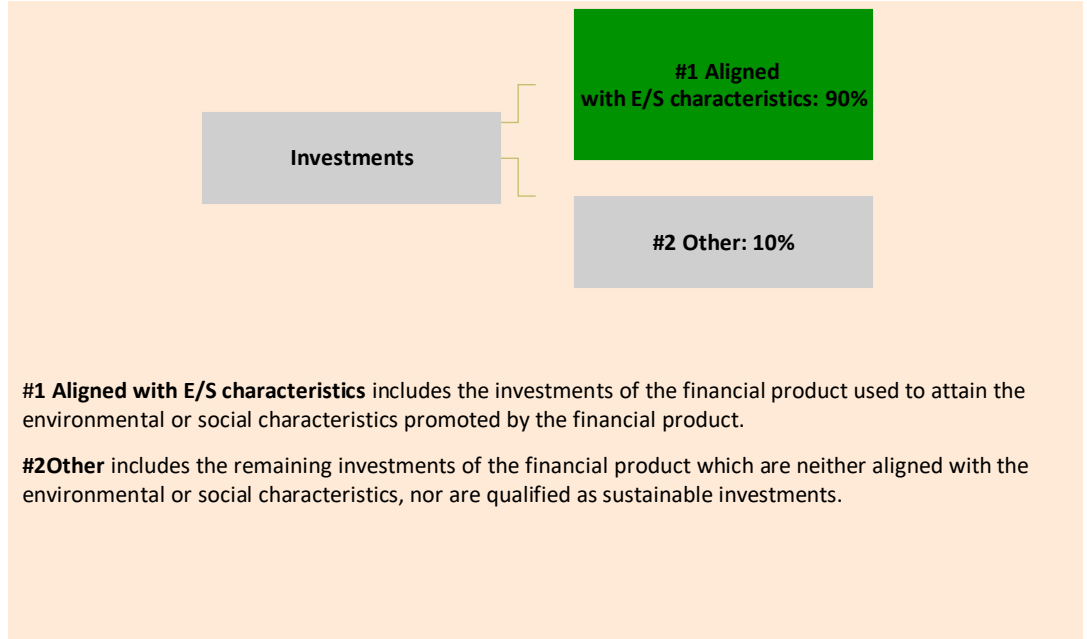 #1 Aligned
with E/S characteristics: 90%
Investments
#2 Other: 10%
#1 Aligned with E/S characteristics includes the investments of the financial product used to attain the
environmental or social characteristics promoted by the financial product.
#2Other includes the remaining investments of the financial product which are neither aligned with the
environmental or social characteristics, nor are qualified as sustainable investments.